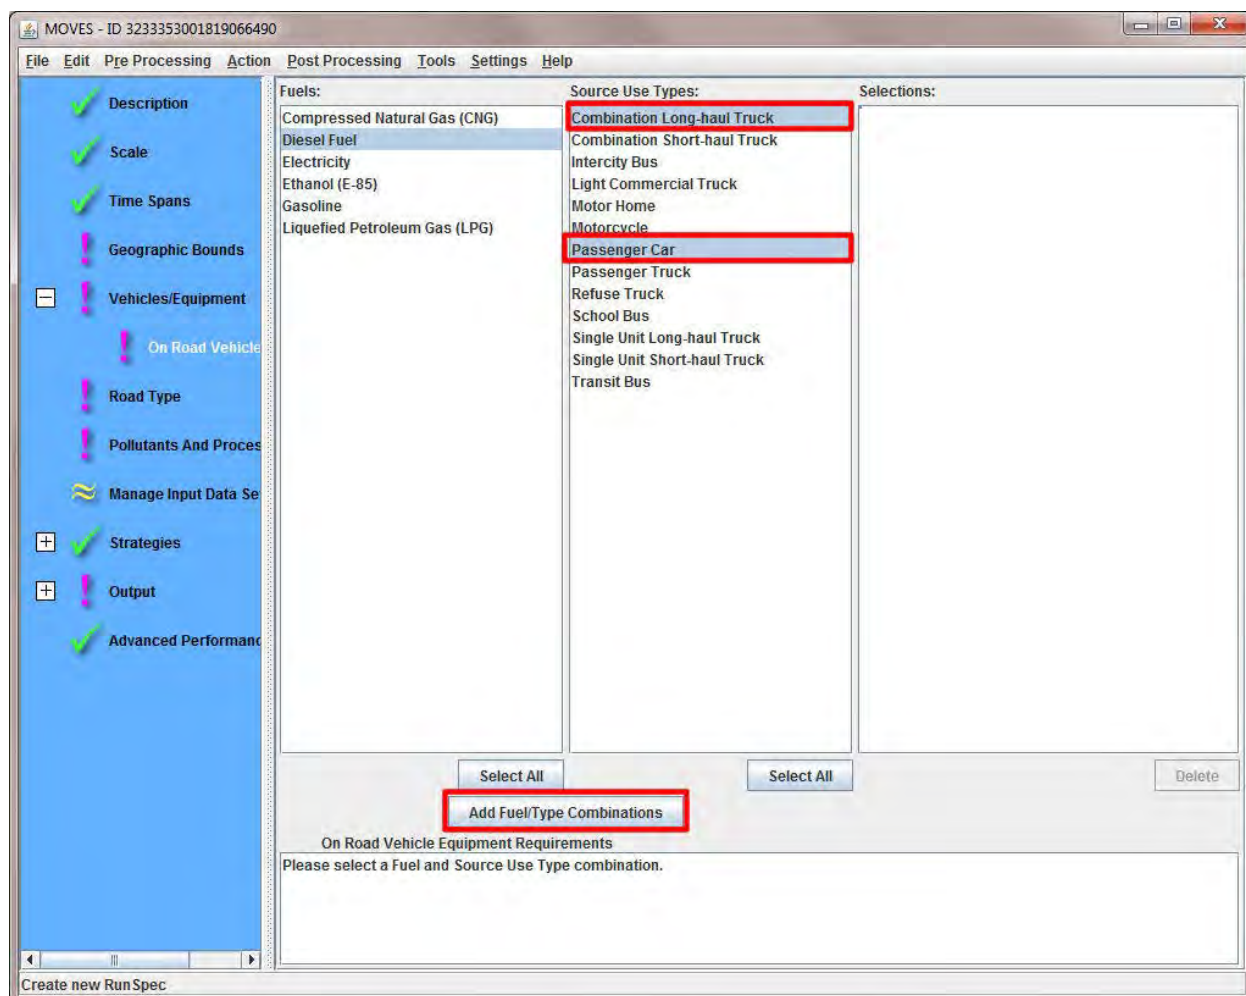 MOVES - ID 3233353001819066490
File Edit Pre Processing Action Post Processing Tools Settings Help
Description
Scale
Time Spans
Geographic Bounds
Vehicles/Equipment
On Road Vehicle
Road Type
Pollutants And Proces
Manage Input Data Se
Strategies
Output
Advanced Performanc
Fuels:
Compressed Natural Gas (CNG)
Diesel Fuel
Electricity
Ethanol (E-85)
Gasoline
Liquefied Petroleum Gas (LPG)
Source Use Types:
Combination Long-haul Truck
Combination Short-haul Truck
Intercity Bus
Light Commercial Truck
Motor Home
Motorcycle
Passenger Car
Passenger Truck
Refuse Truck
School Bus
Single Unit Long-haul Truck
Single Unit Short-haul Truck
Transit Bus
Selections:
Select All
Select All
Delete
Add Fuel/Type Combinations
On Road Vehicle Equipment Requirements
Please select a Fuel and Source Use Type combination.
Create new RunSpec